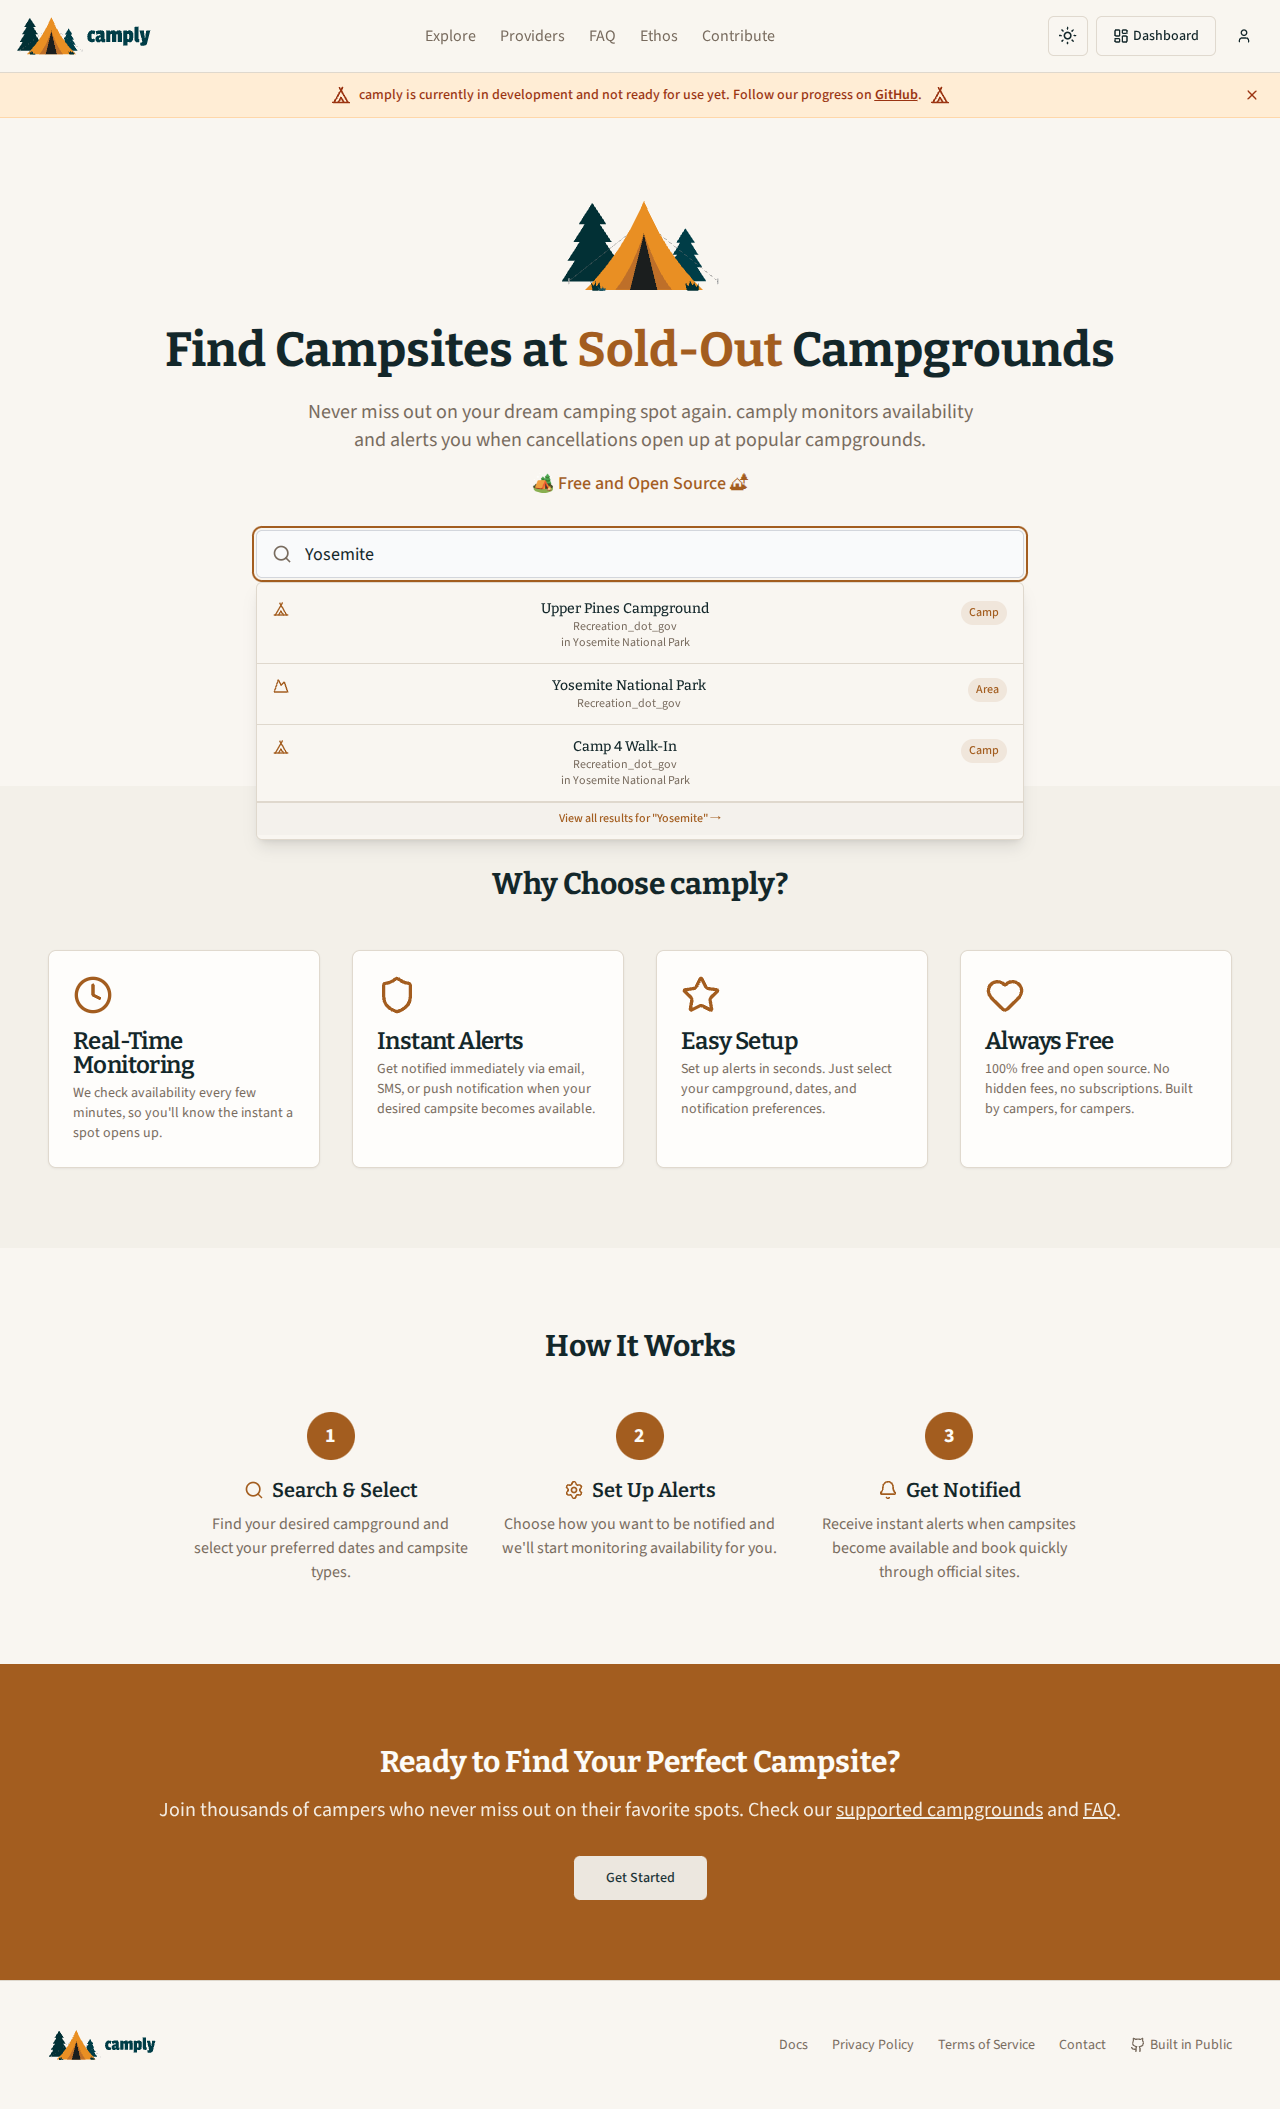 camply
Explore Providers FAQ Ethos Contribute
Dashboard
camply is currently in development and not ready for use yet. Follow our progress on GitHub.
Find Campsites at Sold-Out Campgrounds
Never miss out on your dream camping spot again. camply monitors availability
and alerts you when cancellations open up at popular campgrounds.
🏕️ Free and Open Source 🏕️
Yosemite
Upper Pines Campground
Camp
Recreation_dot_gov
in Yosemite National Park
Yosemite National Park
Area
Recreation_dot_gov
Camp 4 Walk-In
Camp
Recreation_dot_gov
in Yosemite National Park
View all results for "Yosemite" →
Why Choose camply?
Real-Time
Monitoring
We check availability every few
minutes, so you'll know the instant a
spot opens up.
Instant Alerts
Get notified immediately via email,
SMS, or push notification when your
desired campsite becomes available.
Easy Setup
Set up alerts in seconds. Just select
your campground, dates, and
notification preferences.
Always Free
100% free and open source. No
hidden fees, no subscriptions. Built
by campers, for campers.
How It Works
1
Search & Select
Find your desired campground and
select your preferred dates and campsite
types.
2
Set Up Alerts
Choose how you want to be notified and
we'll start monitoring availability for you.
3
Get Notified
Receive instant alerts when campsites
become available and book quickly
through official sites.
Ready to Find Your Perfect Campsite?
Join thousands of campers who never miss out on their favorite spots. Check our supported campgrounds and FAQ.
Get Started
camply
Docs Privacy Policy Terms of Service Contact Built in Public